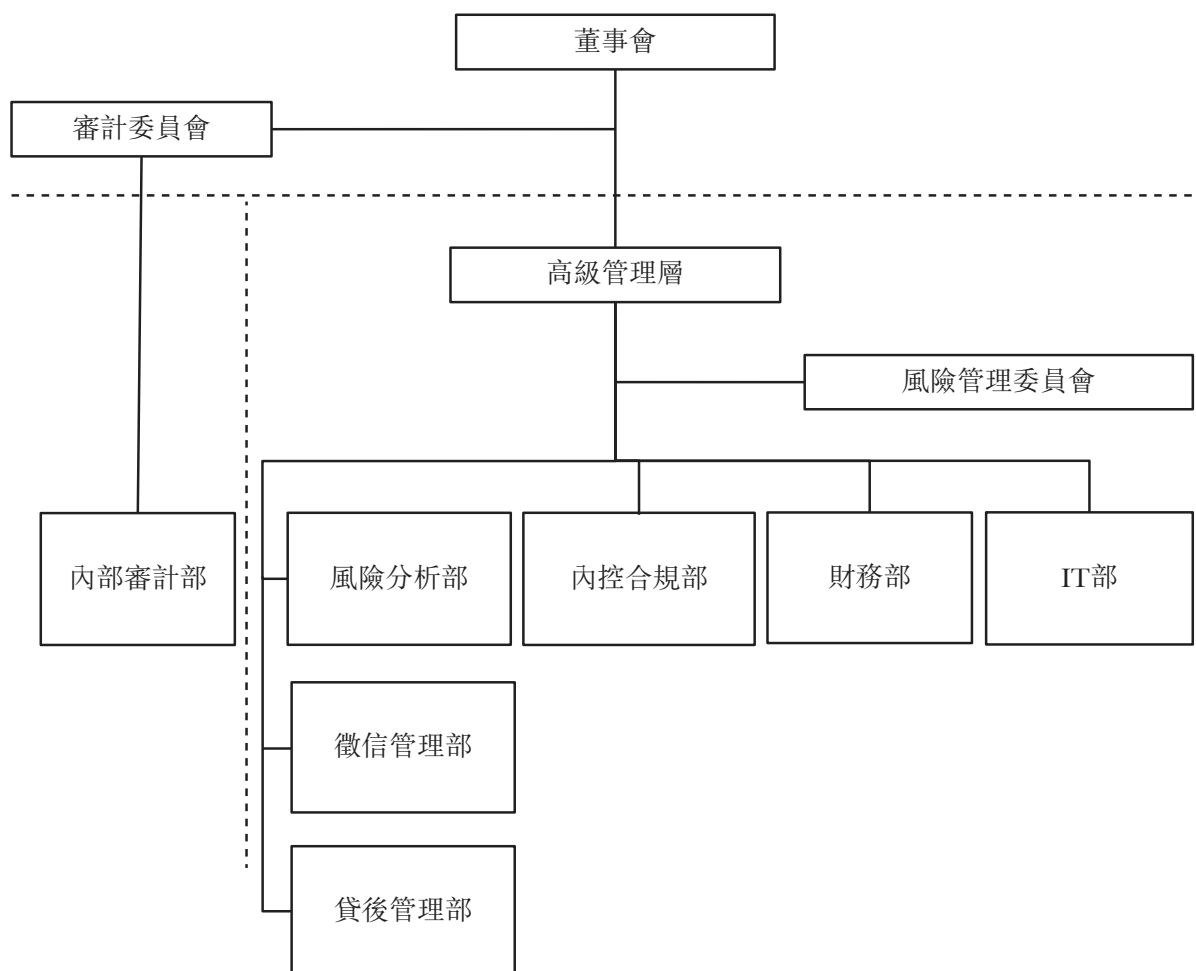 董事會
審計委員會
高級管理層
風險管理委員會
內部審計部
風險分析部
內控合規部
財務部
IT部
徵信管理部
貸後管理部